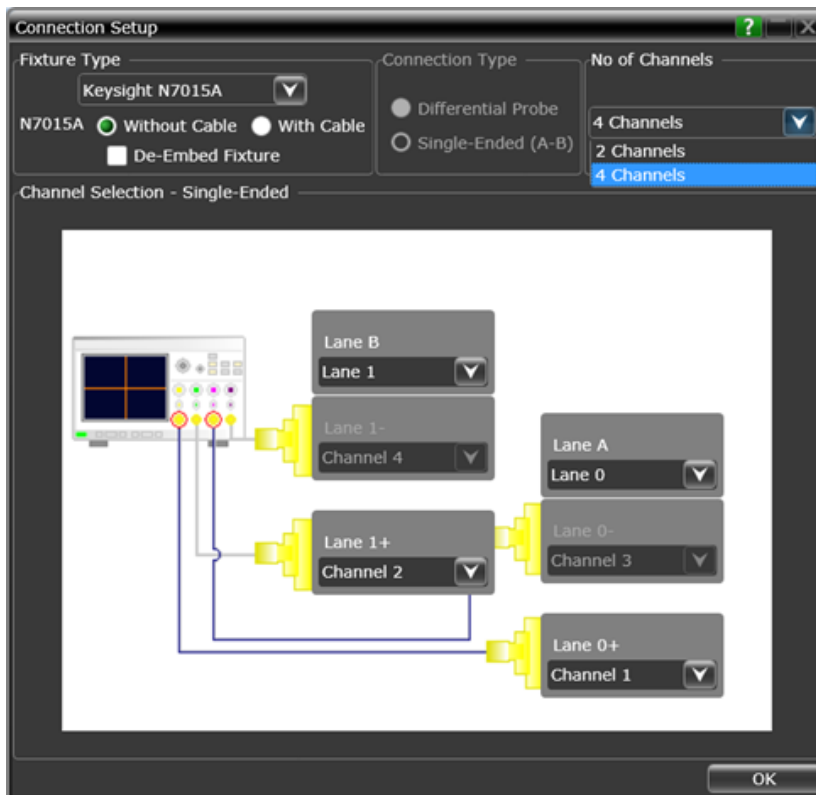 Connection Setup
?
Fixture Type
Keysight N7015A
N7015A Without Cable With Cable
De-Embed Fixture
Connection Type
Differential Probe
Single-Ended (A-B)
No of Channels
4 Channels
2 Channels
4 Channels
Channel Selection - Single-Ended
Lane B
Lane 1
Lane 1-
Channel 4
Lane A
Lane 0
Lane 1+
Channel 2
Lane 0-
Channel 3
Lane 0+
Channel 1
OK